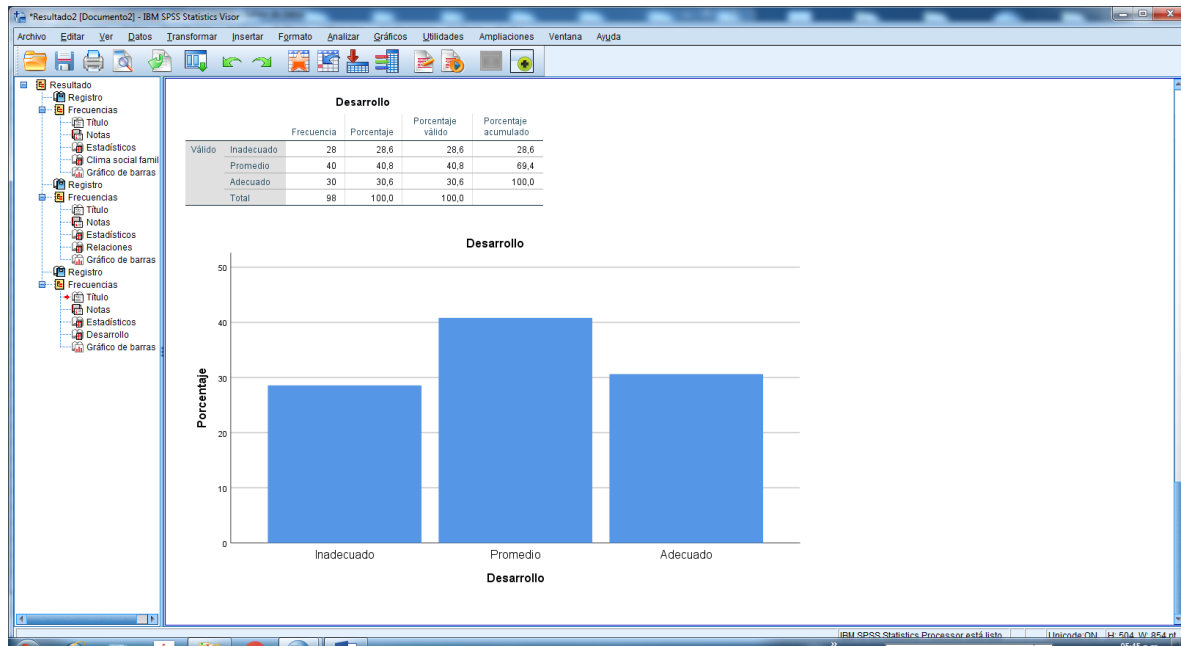 *Resultado2 [Documento2] - IBM SPSS Statistics Visor
Archivo Editar Ver Datos Transformar Insertar Formato Analizar Gráficos Utilidades Ampliaciones Ventana Ayuda
Resultado
Registro
Frecuencias
Título
Notas
Estadísticos
Clima social famil
Gráfico de barras
Registro
Frecuencias
Título
Notas
Estadísticos
Relaciones
Gráfico de barras
Registro
Frecuencias
Título
Notas
Estadísticos
Desarrollo
Gráfico de barras
Desarrollo
Frecuencia Porcentaje Porcentaje válido Porcentaje acumulado
Válido Inadecuado 28 28,6 28,6 28,6
Promedio 40 40,8 40,8 69,4
Adecuado 30 30,6 30,6 100,0
Total 98 100,0 100,0
Desarrollo
50
40
30
20
10
0
Porcentaje
Inadecuado Promedio Adecuado
Desarrollo
IBM SPSS Statistics Processor está listo Unicode:ON H: 504, W: 854 pt